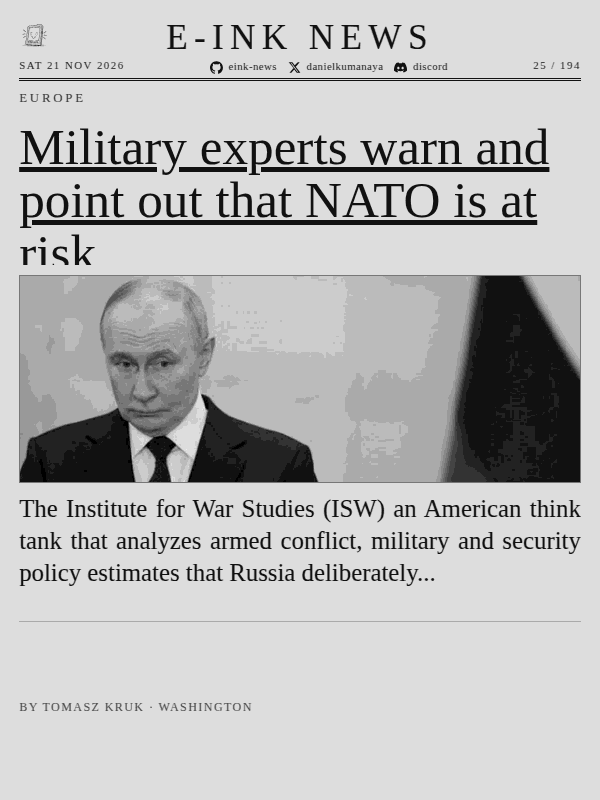 E-INK NEWS
SAT 21 NOV 2026
eink-news danielkumanaya discord
25 / 194
EUROPE
Military experts warn and
point out that NATO is at
risk
The Institute for War Studies (ISW) an American think
tank that analyzes armed conflict, military and security
policy estimates that Russia deliberately...
BY TOMASZ KRUK · WASHINGTON